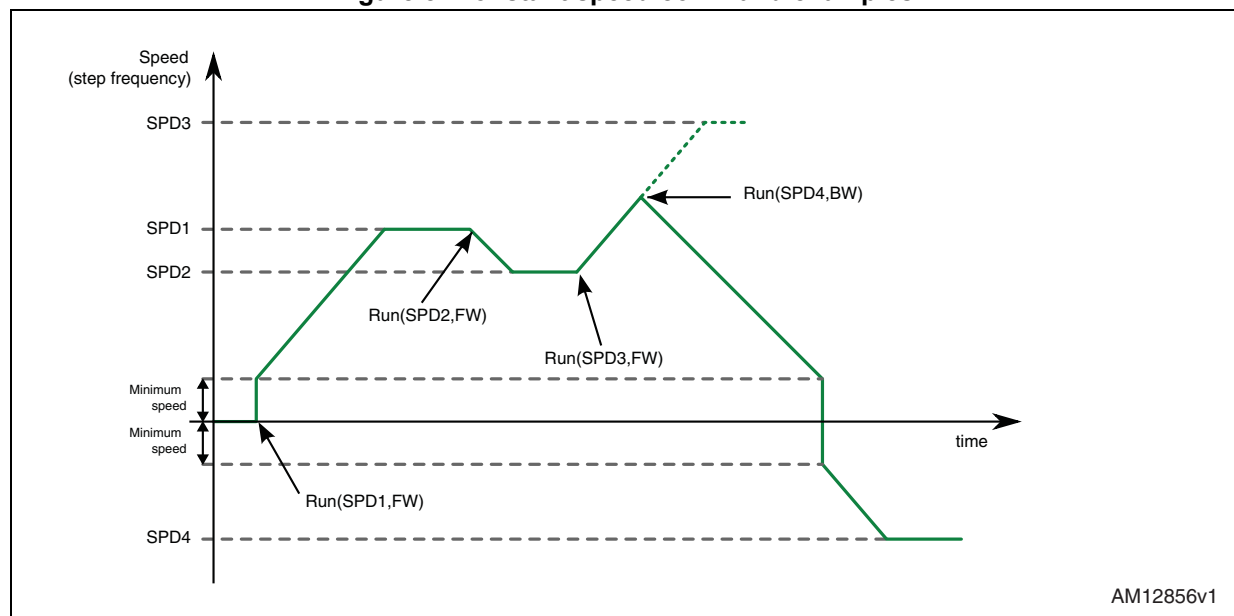 Speed
(step frequency)
SPD3
Run(SPD4,BW)
SPD1
SPD2
Run(SPD2,FW)
Run(SPD3,FW)
Minimum
speed
Minimum
speed
time
Run(SPD1,FW)
SPD4
AM12856v1